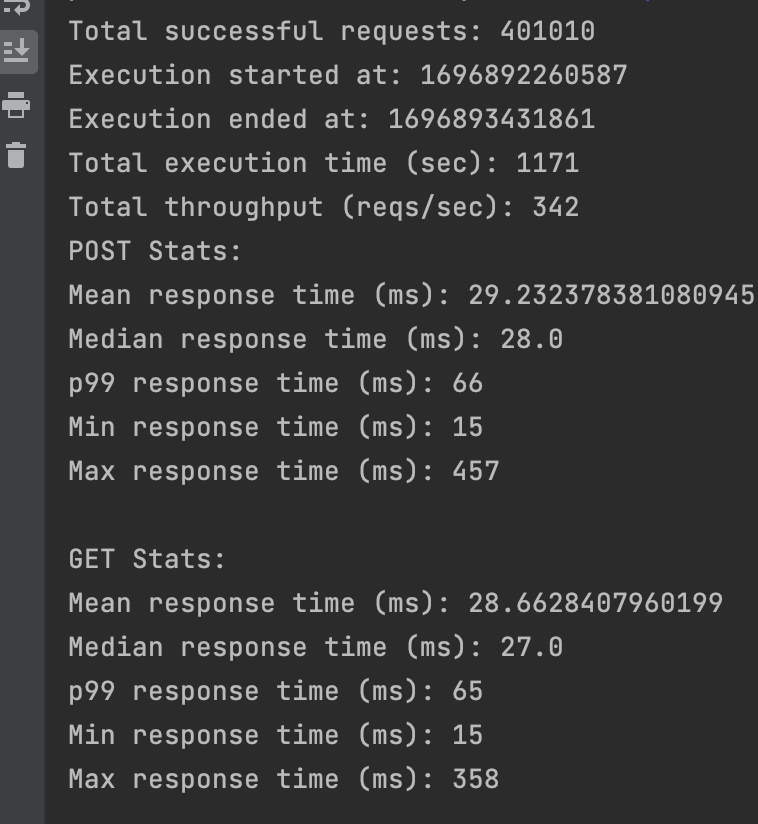 Total successful requests: 401010
Execution started at: 1696892260587
Execution ended at: 1696893431861
Total execution time (sec): 1171
Total throughput (reqs/sec): 342
POST Stats:
Mean response time (ms): 29.232378381080945
Median response time (ms): 28.0
p99 response time (ms): 66
Min response time (ms): 15
Max response time (ms): 457
GET Stats:
Mean response time (ms): 28.6628407960199
Median response time (ms): 27.0
p99 response time (ms): 65
Min response time (ms): 15
Max response time (ms): 358